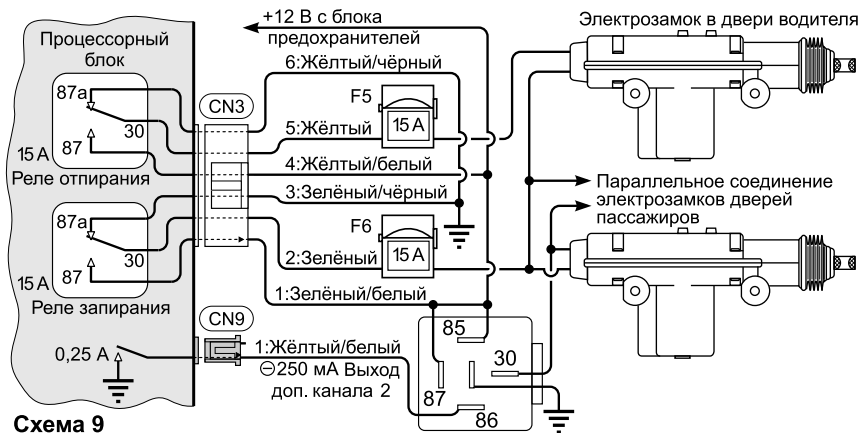 +12 В с блока
предохранителей
Электрозамок в двери водителя
Процессорный
блок
6:Жёлтый/чёрный
87а
30
87
15 А
Реле отпирания
CN3
F5
15 А
5:Жёлтый
4:Жёлтый/белый
3:Зелёный/чёрный
Параллельное соединение
электрозамков дверей
пассажиров
87а
30
87
15 А
Реле запирания
F6
15 А
2:Зелёный
1:Зелёный/белый
CN9
0,25 А
1:Жёлтый/белый
⊖250 мА Выход
доп. канала 2
85
30
87
86
Схема 9